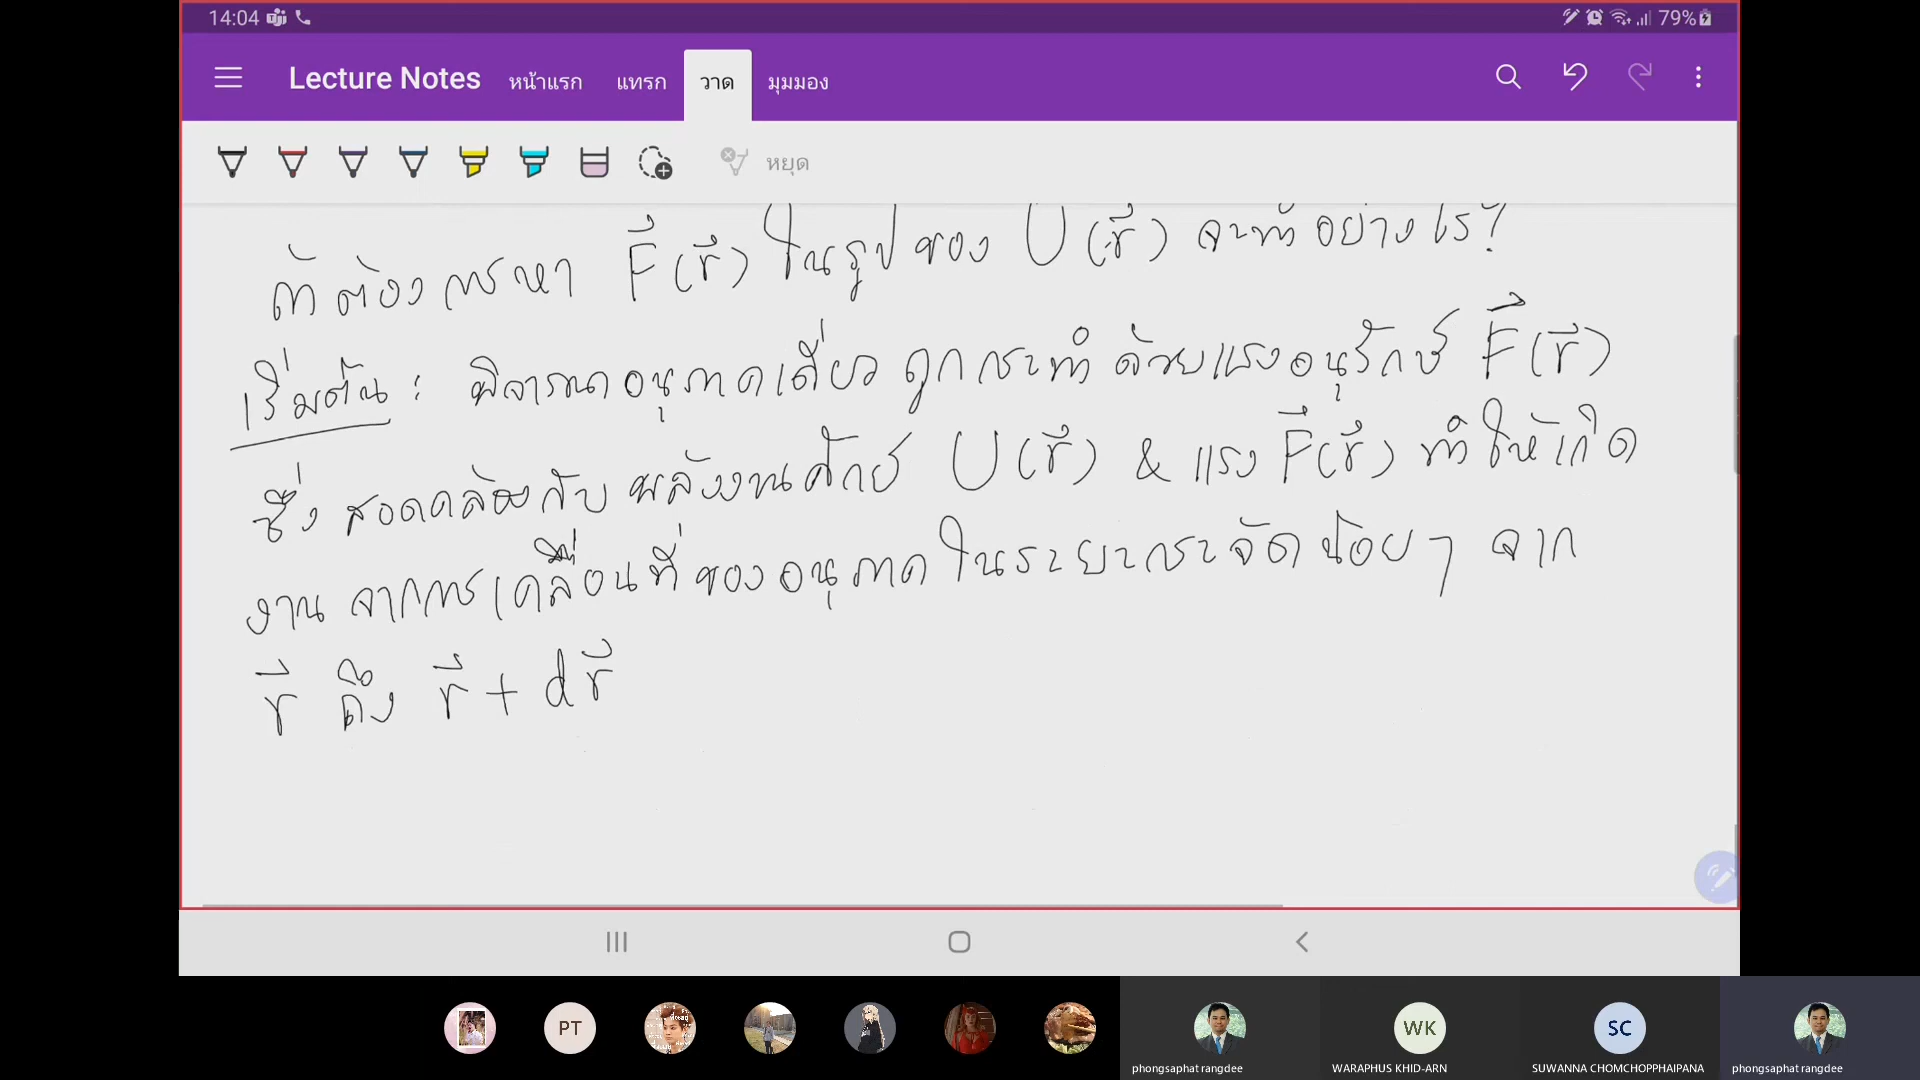 14:04 79%
Lecture Notes หน้าแรก แทรก วาด มุมมอง
หยุด
ถ้าต้องการหา F⃗(r⃗) ในรูปของ U(r⃗) จะทำอย่างไร?
เริ่มต้น : พิจารณาอนุภาคเดี่ยว ถูกกระทำ ด้วยแรงอนุรักษ์ F⃗(r⃗)
ซึ่ง สอดคล้องกับ พลังงานศักย์ U(r⃗) & แรง F⃗(r⃗) ทำให้เกิด
งาน จากการเคลื่อนที่ของอนุภาค ในระยะกระจัดน้อยๆ จาก
r⃗ ถึง r⃗ + dr⃗
PT WK SC
phongsaphat rangdee WARAPHUS KHID-ARN SUWANNA CHOMCHOPPHAIPANA phongsaphat rangdee